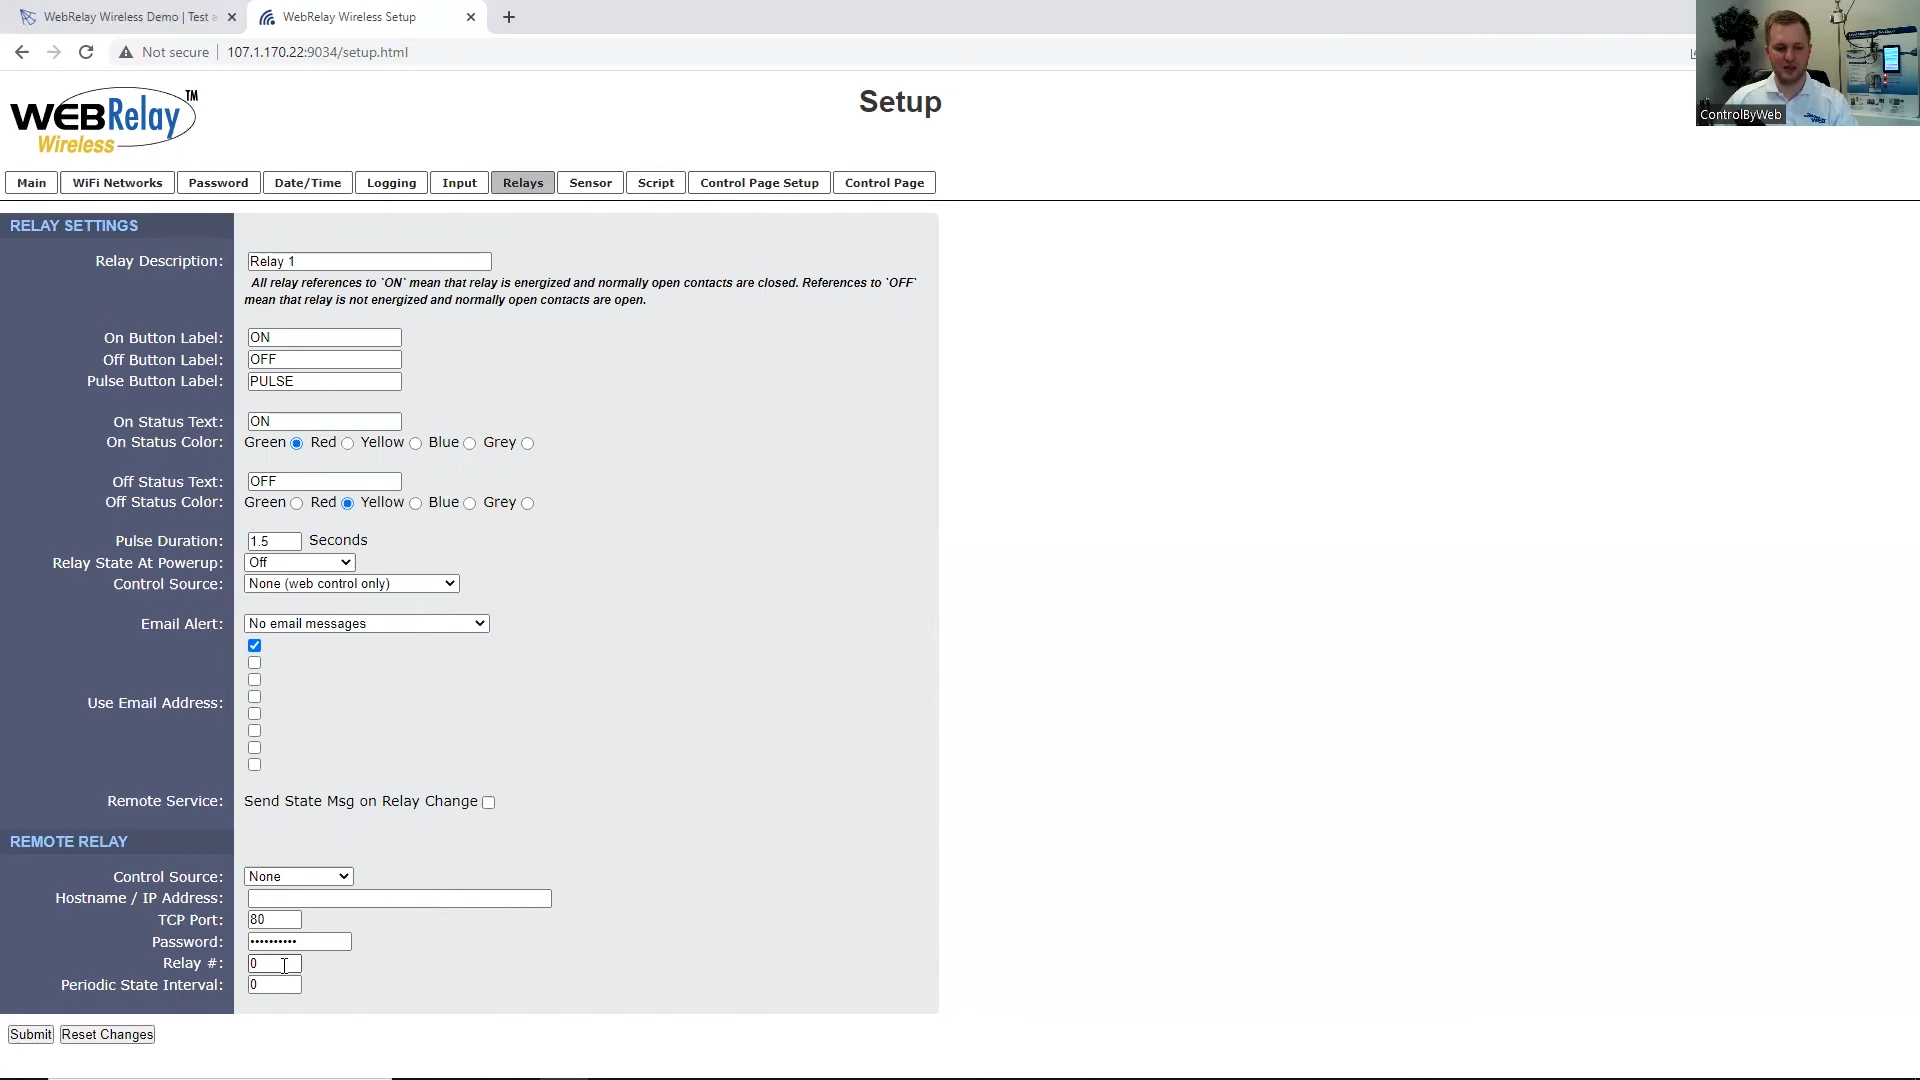 WebRelay Wireless Demo | Test a
WebRelay Wireless Setup
Not secure
107.1.170.22:9034/setup.html
WEBRelay™
Wireless
Setup
ControlByWeb
Main
WiFi Networks
Password
Date/Time
Logging
Input
Relays
Sensor
Script
Control Page Setup
Control Page
RELAY SETTINGS
Relay Description: Relay 1
All relay references to `ON` mean that relay is energized and normally open contacts are closed. References to `OFF`
mean that relay is not energized and normally open contacts are open.
On Button Label: ON
Off Button Label: OFF
Pulse Button Label: PULSE
On Status Text: ON
On Status Color: Green Red Yellow Blue Grey
Off Status Text: OFF
Off Status Color: Green Red Yellow Blue Grey
Pulse Duration: 1.5 Seconds
Relay State At Powerup: Off
Control Source: None (web control only)
Email Alert: No email messages
Use Email Address:
Remote Service: Send State Msg on Relay Change
REMOTE RELAY
Control Source: None
Hostname / IP Address:
TCP Port: 80
Password: ••••••••••
Relay #: 0
Periodic State Interval: 0
Submit
Reset Changes